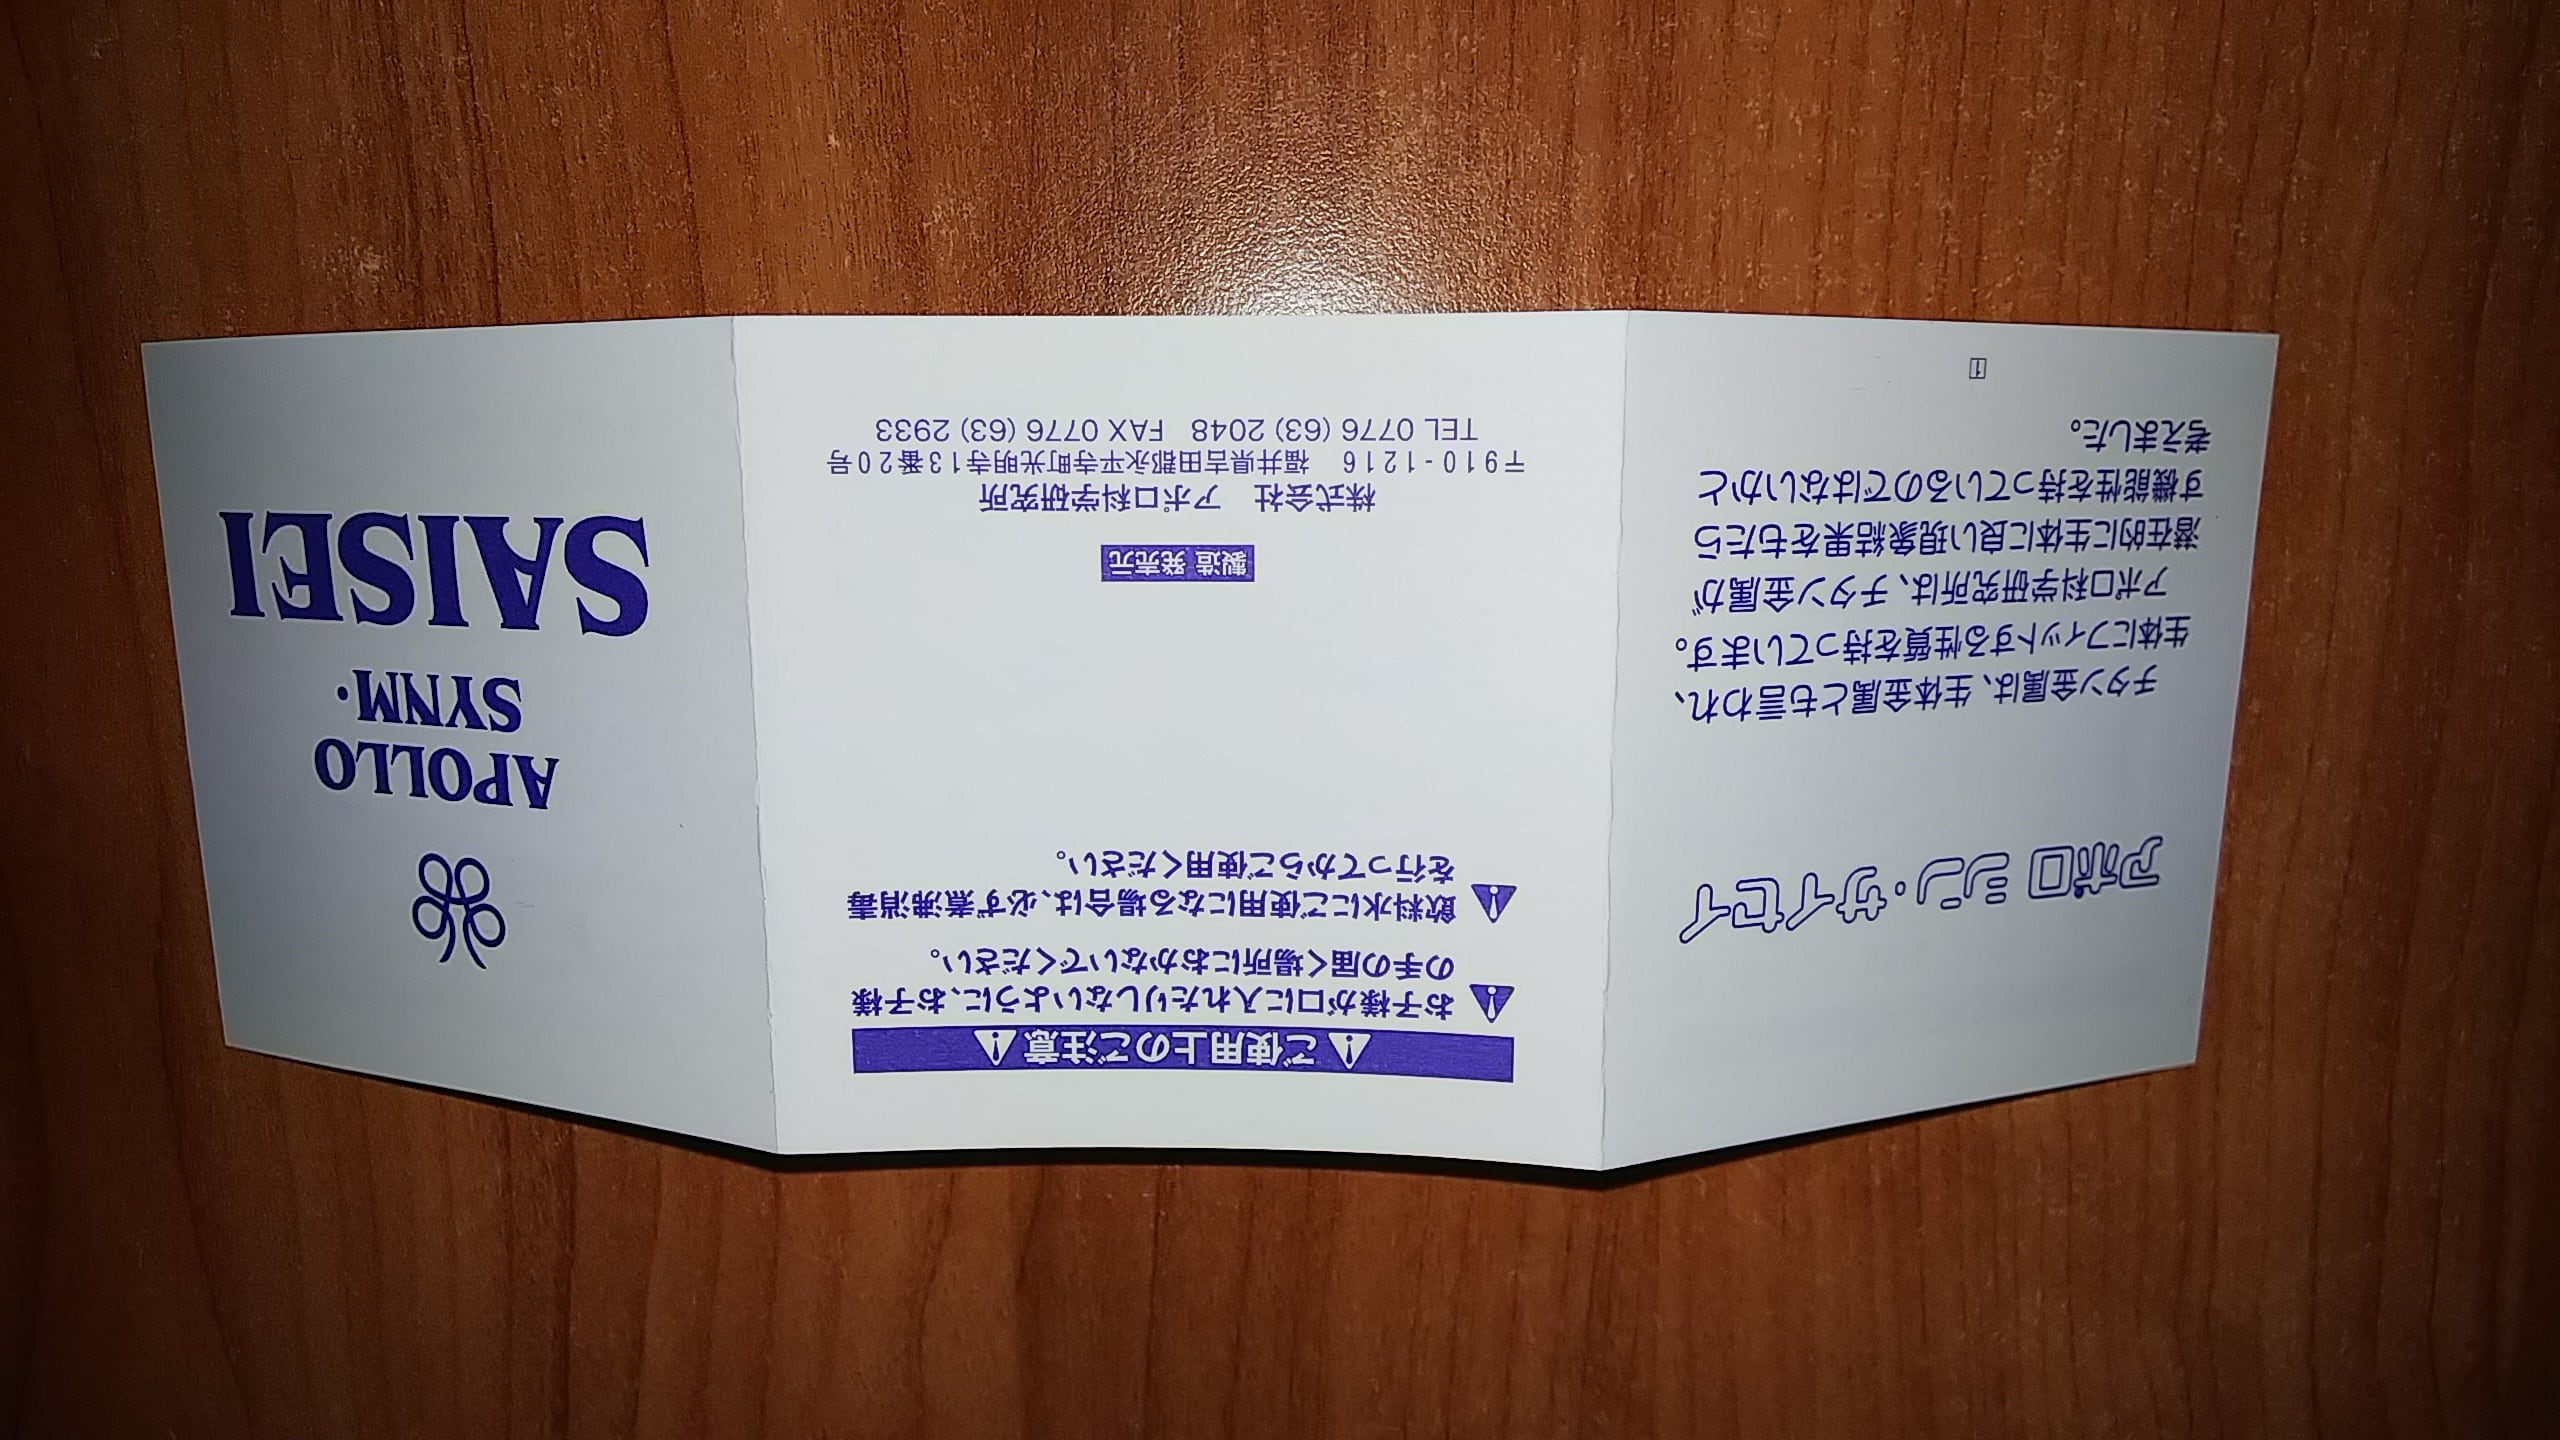 アポロ シン・サイセイ
チタン金属は、生体金属とも言われ、
生体にフィットする性質を持っています。
アポロ科学研究所は、チタン金属が
潜在的に生体に良い現象結果をもたら
す機能性を持っているのではないかと
考えました。
1
ご使用上のご注意
お子様が口に入れたりしないように、お子様
の手の届く場所におかないでください。
飲料水にご使用になる場合は、必ず煮沸消毒
を行ってからご使用ください。
製造 発売元
株式会社 アポロ科学研究所
〒910-1216 福井県吉田郡永平寺町光明寺13番20号
TEL 0776 (63) 2048 FAX 0776 (63) 2933
APOLLO
SYNM·
SAISEI